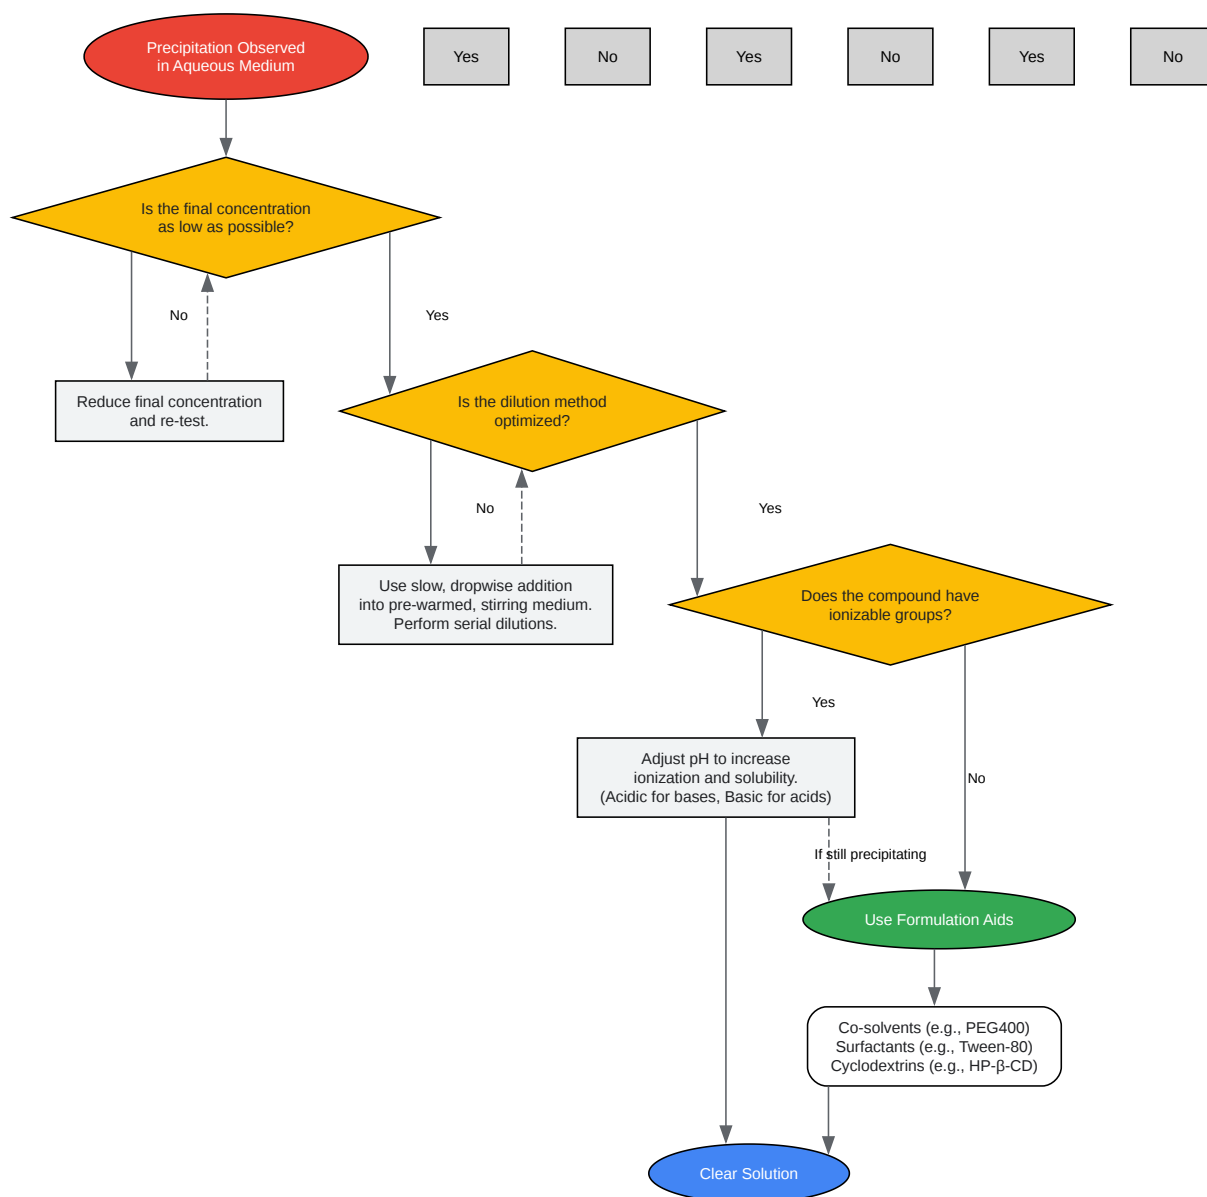 Precipitation Observed
in Aqueous Medium
Yes
No
Yes
No
Yes
No
Is the final concentration
as low as possible?
No
Yes
Reduce final concentration
and re-test.
Is the dilution method
optimized?
No
Yes
Use slow, dropwise addition
into pre-warmed, stirring medium.
Perform serial dilutions.
Does the compound have
ionizable groups?
Yes
Adjust pH to increase
ionization and solubility.
(Acidic for bases, Basic for acids)
No
If still precipitating
Use Formulation Aids
Co-solvents (e.g., PEG400)
Surfactants (e.g., Tween-80)
Cyclodextrins (e.g., HP-β-CD)
Clear Solution